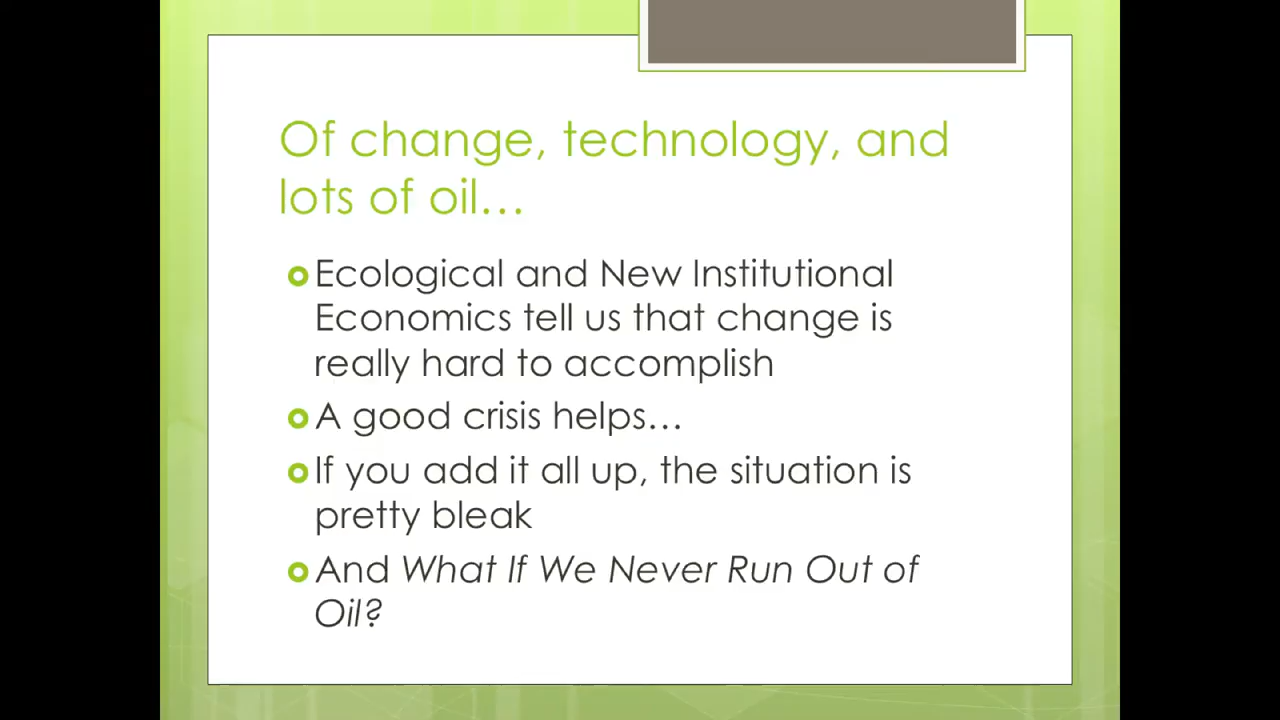 Of change, technology, and
lots of oil…
Ecological and New Institutional
Economics tell us that change is
really hard to accomplish
A good crisis helps…
If you add it all up, the situation is
pretty bleak
And What If We Never Run Out of
Oil?